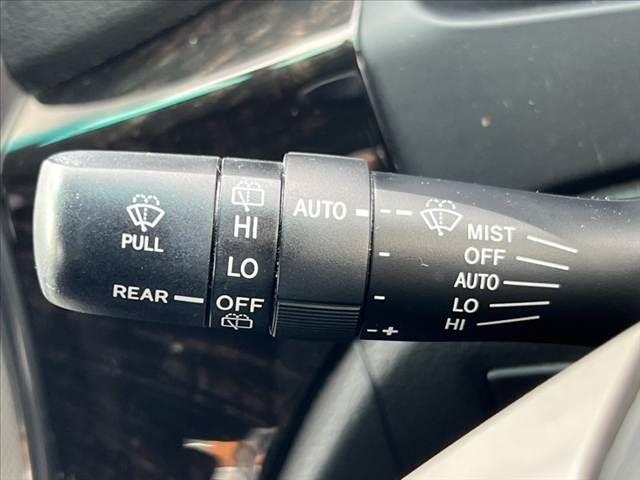 PULL
REAR
HI
LO
OFF
AUTO
- +
MIST
OFF
AUTO
LO
HI